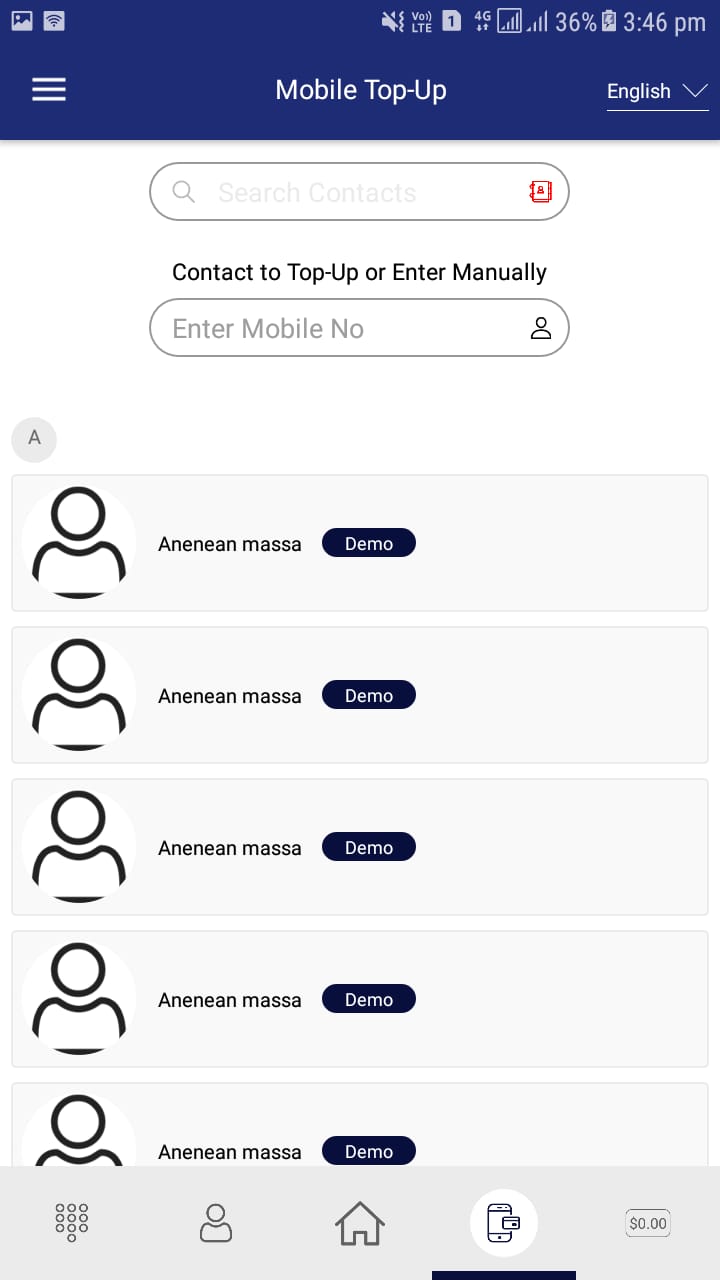 Vo) LTE 1 4G 36% 3:46 pm
Mobile Top-Up
English
Search Contacts
Contact to Top-Up or Enter Manually
Enter Mobile No
A
Anenean massa Demo
Anenean massa Demo
Anenean massa Demo
Anenean massa Demo
Anenean massa Demo
$0.00